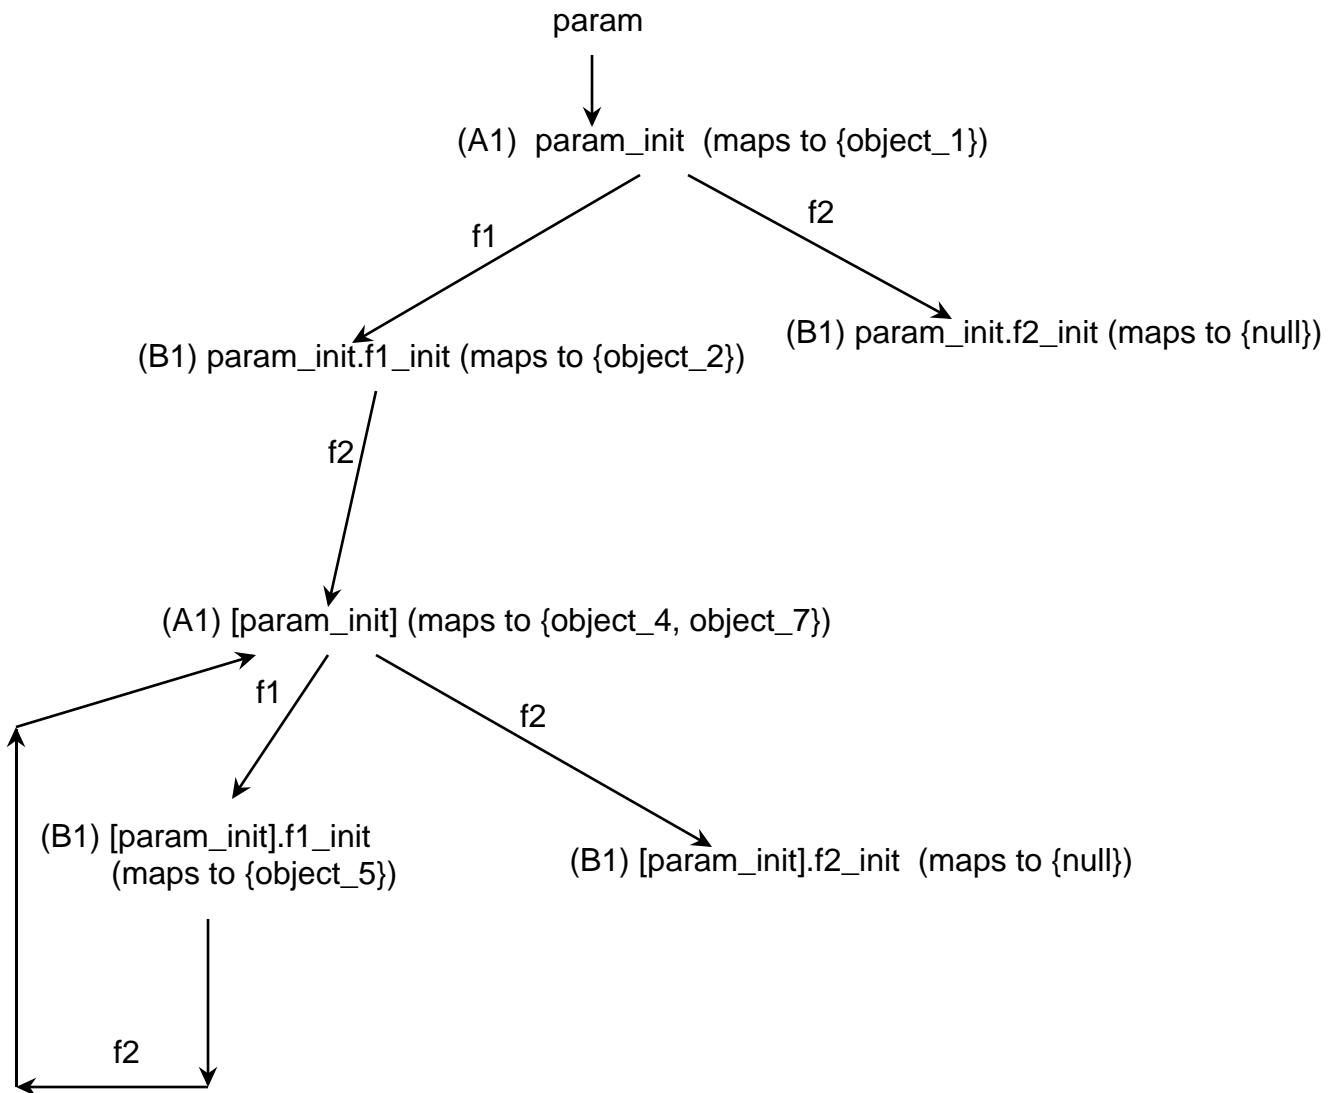 param
(A1) param_init (maps to {object_1})
f2
f1
(B1) param_init.f2_init (maps to {null})
(B1) param_init.f1_init (maps to {object_2})
f2
(A1) [param_init] (maps to {object_4, object_7})
f1
f2
(B1) [param_init].f1_init
(maps to {object_5})
(B1) [param_init].f2_init (maps to {null})
f2